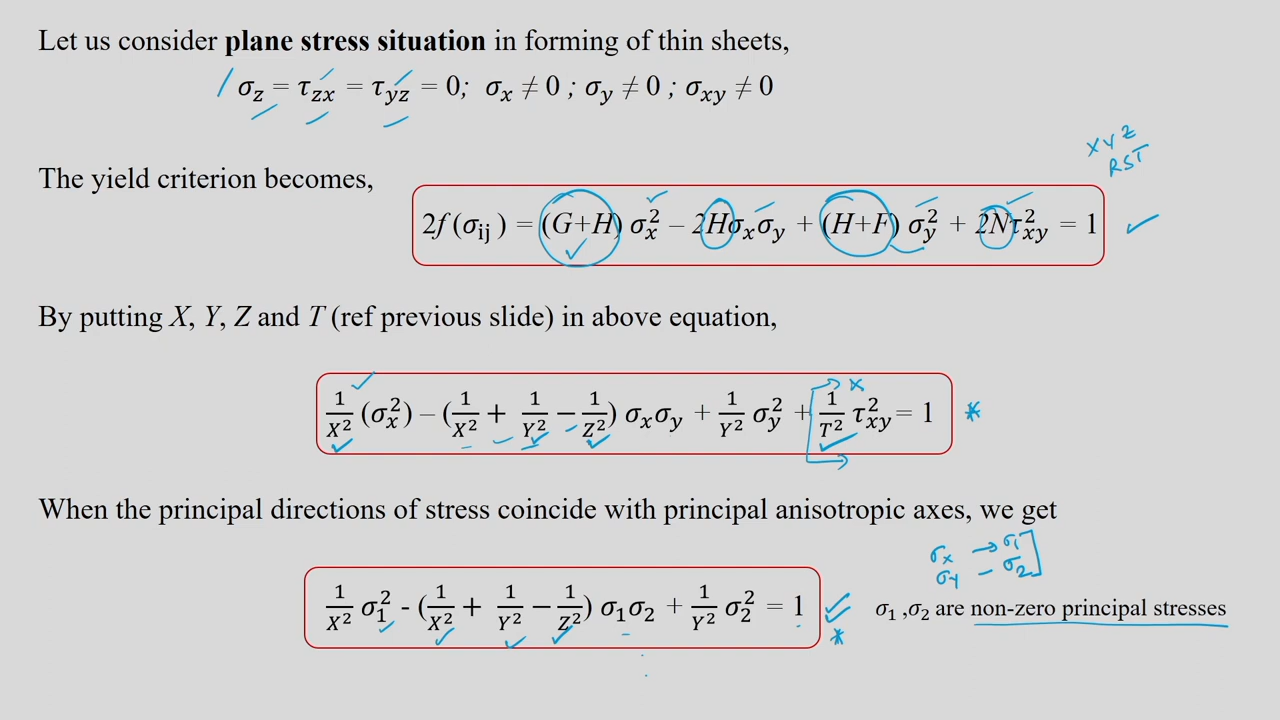 Let us consider plane stress situation in forming of thin sheets,
σz = τzx = τyz = 0; σx ≠ 0 ; σy ≠ 0 ; σxy ≠ 0
X Y Z
RST
The yield criterion becomes,
2f (σij ) = (G+H) σx² – 2Hσxσy + (H+F) σy² + 2Nτxy² = 1
By putting X, Y, Z and T (ref previous slide) in above equation,
x
1/X² (σx²) – (1/X² + 1/Y² − 1/Z²) σxσy + 1/Y² σy² + 1/T² τxy² = 1 *
When the principal directions of stress coincide with principal anisotropic axes, we get
σx → σ1
σy – σ2
1/X² σ1² - (1/X² + 1/Y² − 1/Z²) σ1σ2 + 1/Y² σ2² = 1 * σ1 ,σ2 are non-zero principal stresses